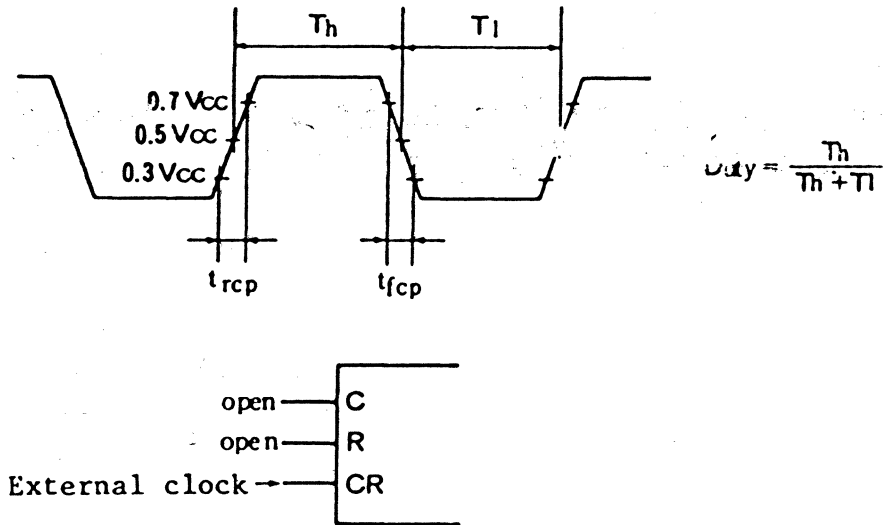 Th Tl
0.7 Vcc
0.5 Vcc
0.3 Vcc
trcp tfcp
Duty = Th / Th + Tl
open C
open R
External clock CR